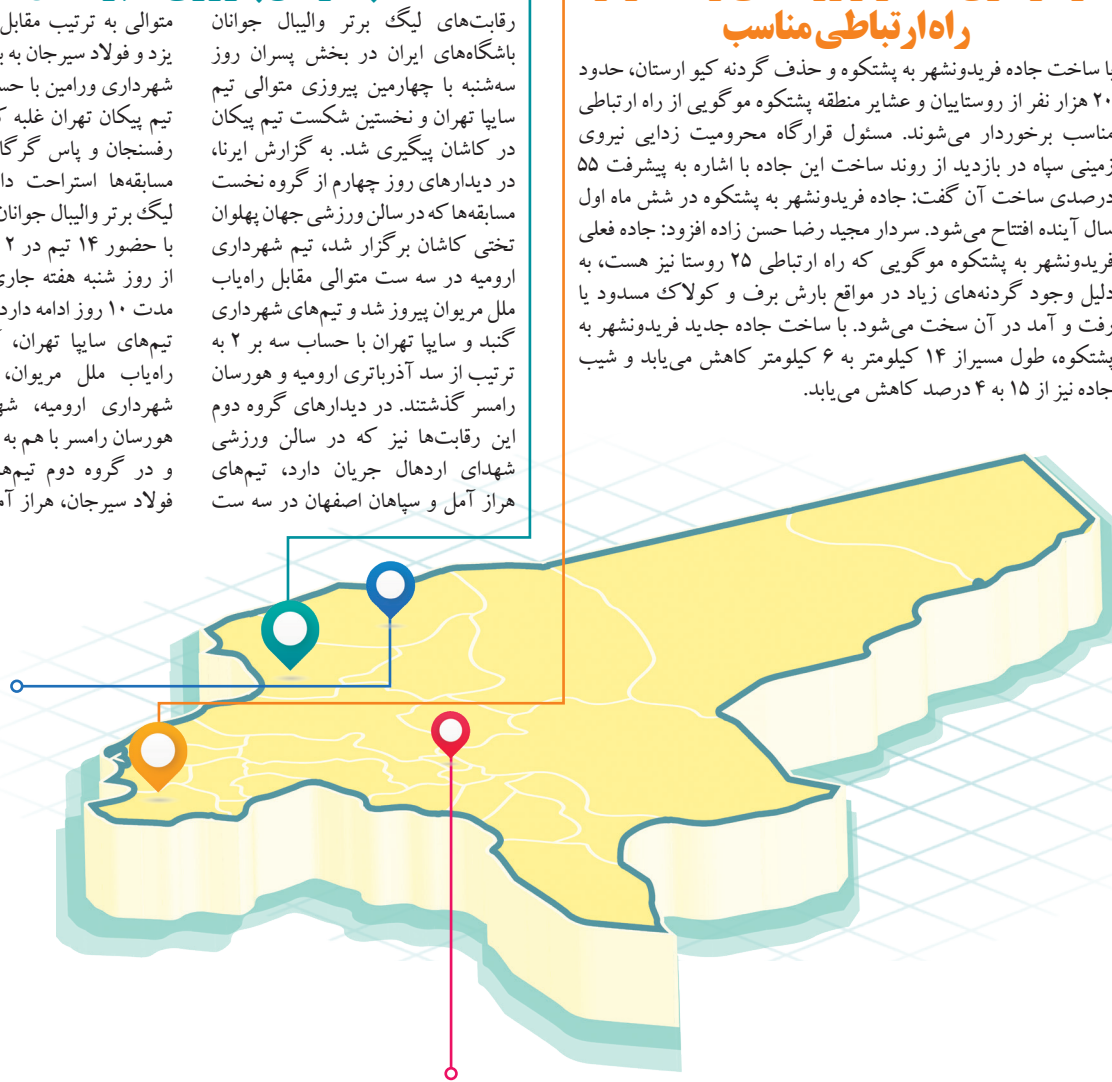 راه ارتباطی مناسب
با ساخت جاده فریدونشهر به پشتکوه و حذف گردنه کیو ارستان، حدود
۲۰ هزار نفر از روستاییان و عشایر منطقه پشتکوه موگویی از راه ارتباطی
مناسب برخوردار می‌شوند. مسئول قرارگاه محرومیت زدایی نیروی
زمینی سپاه در بازدید از روند ساخت این جاده با اشاره به پیشرفت ۵۵
درصدی ساخت آن گفت: جاده فریدونشهر به پشتکوه در شش ماه اول
سال آینده افتتاح می‌شود. سردار مجید رضا حسن زاده افزود: جاده فعلی
فریدونشهر به پشتکوه موگویی که راه ارتباطی ۲۵ روستا نیز هست، به
دلیل وجود گردنه‌های زیاد در مواقع بارش برف و کولاک مسدود یا
رفت و آمد در آن سخت می‌شود. با ساخت جاده جدید فریدونشهر به
پشتکوه، طول مسیراز ۱۴ کیلومتر به ۶ کیلومتر کاهش می‌یابد و شیب
جاده نیز از ۱۵ به ۴ درصد کاهش می‌یابد.
رقابت‌های لیگ برتر والیبال جوانان
باشگاه‌های ایران در بخش پسران روز
سه‌شنبه با چهارمین پیروزی متوالی تیم
سایپا تهران و نخستین شکست تیم پیکان
در کاشان پیگیری شد. به گزارش ایرنا،
در دیدارهای روز چهارم از گروه نخست
مسابقه‌ها که در سالن ورزشی جهان پهلوان
تختی کاشان برگزار شد، تیم شهرداری
ارومیه در سه ست متوالی مقابل راه‌یاب
ملل مریوان پیروز شد و تیم‌های شهرداری
گنبد و سایپا تهران با حساب سه بر ۲ به
ترتیب از سد آذرباتری ارومیه و هورسان
رامسر گذشتند. در دیدارهای گروه دوم
این رقابت‌ها نیز که در سالن ورزشی
شهدای اردهال جریان دارد، تیم‌های
هراز آمل و سپاهان اصفهان در سه ست
متوالی به ترتیب مقابل
یزد و فولاد سیرجان به
شهرداری ورامین با
تیم پیکان تهران غلبه
رفسنجان و پاس
مسابقه‌ها استراحت
لیگ برتر والیبال جوانان
با حضور ۱۴ تیم در ۲
از روز شنبه هفته
مدت ۱۰ روز ادامه دارد
تیم‌های سایپا تهران،
راه‌یاب ملل مریوان،
شهرداری ارومیه،
هورسان رامسر با هم به
و در گروه دوم
فولاد سیرجان، هراز